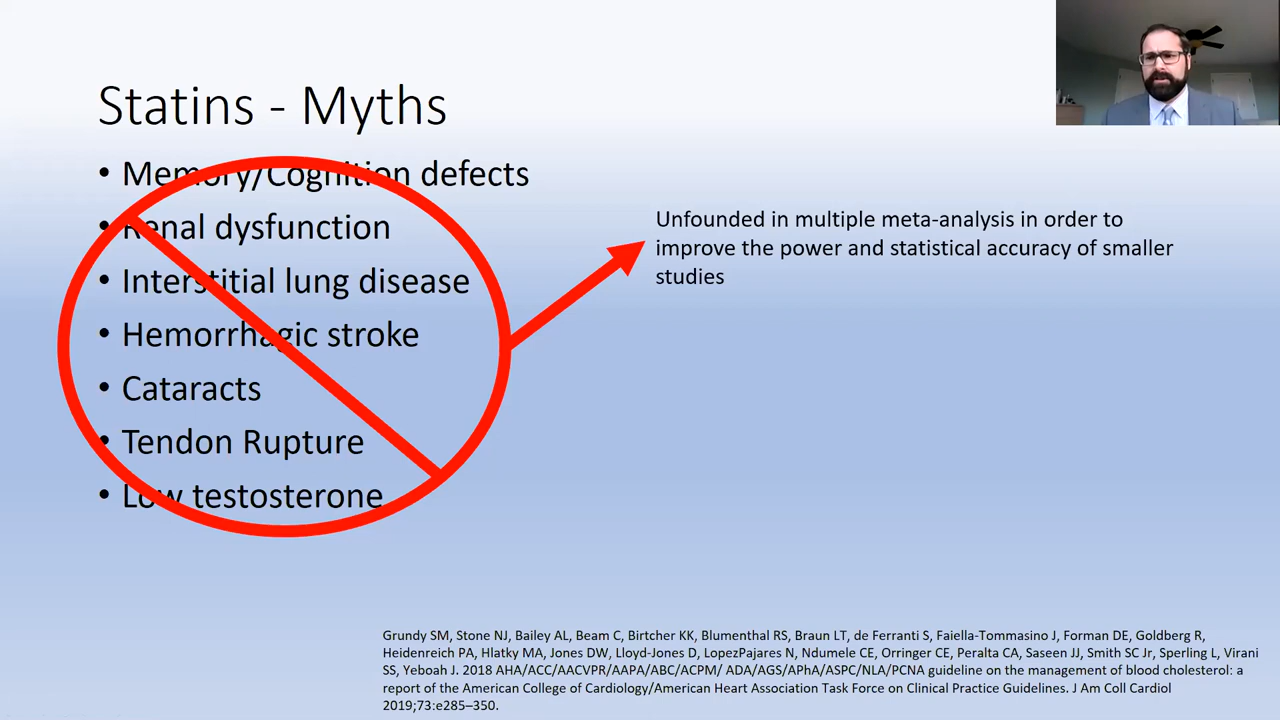 Statins - Myths
• Memory/Cognition defects
• Renal dysfunction
• Interstitial lung disease
• Hemorrhagic stroke
• Cataracts
• Tendon Rupture
• Low testosterone
Unfounded in multiple meta-analysis in order to
improve the power and statistical accuracy of smaller
studies
Grundy SM, Stone NJ, Bailey AL, Beam C, Birtcher KK, Blumenthal RS, Braun LT, de Ferranti S, Faiella-Tommasino J, Forman DE, Goldberg R,
Heidenreich PA, Hlatky MA, Jones DW, Lloyd-Jones D, LopezPajares N, Ndumele CE, Orringer CE, Peralta CA, Saseen JJ, Smith SC Jr, Sperling L, Virani
SS, Yeboah J. 2018 AHA/ACC/AACVPR/AAPA/ABC/ACPM/ ADA/AGS/APhA/ASPC/NLA/PCNA guideline on the management of blood cholesterol: a
report of the American College of Cardiology/American Heart Association Task Force on Clinical Practice Guidelines. J Am Coll Cardiol
2019;73:e285–350.